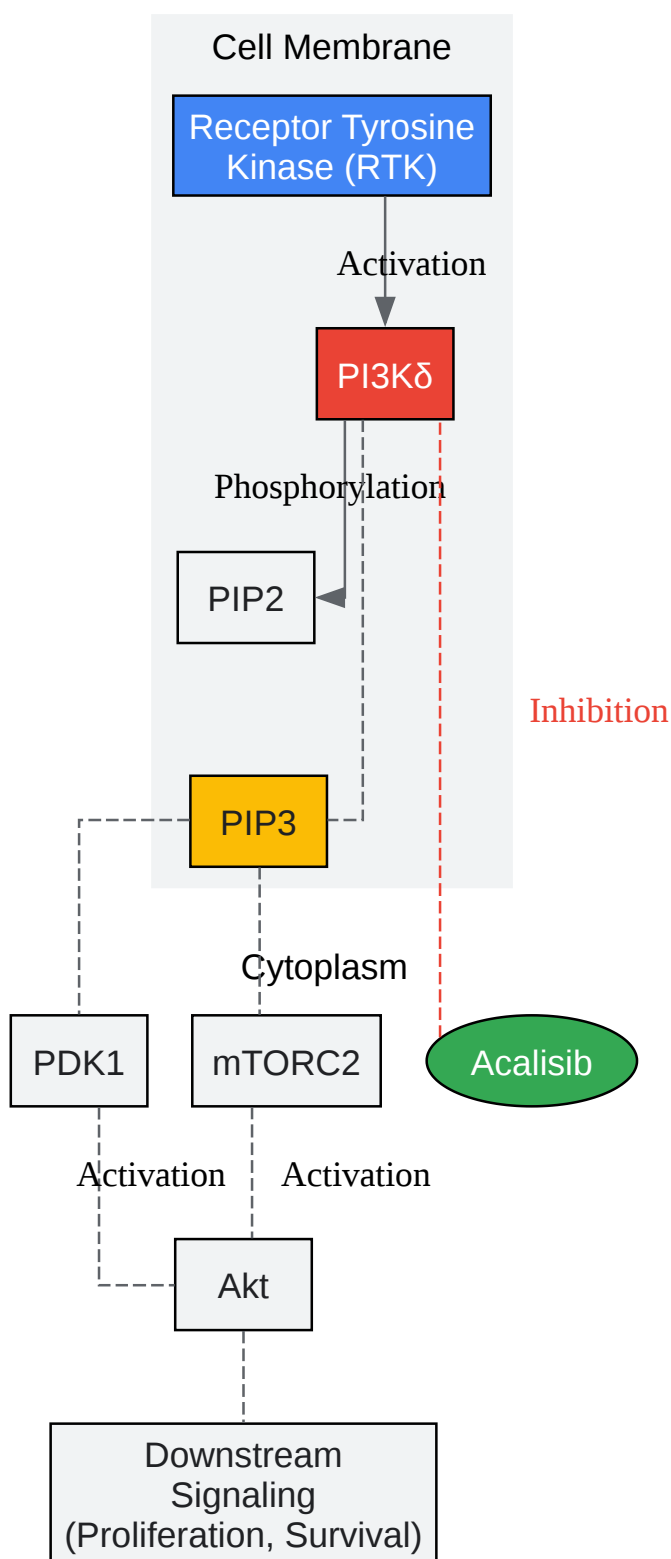 Cell Membrane
Receptor Tyrosine
Kinase (RTK)
Activation
PI3Kδ
Phosphorylation
PIP2
Inhibition
PIP3
Cytoplasm
PDK1
mTORC2
Acalisib
Activation
Activation
Akt
Downstream
Signaling
(Proliferation, Survival)